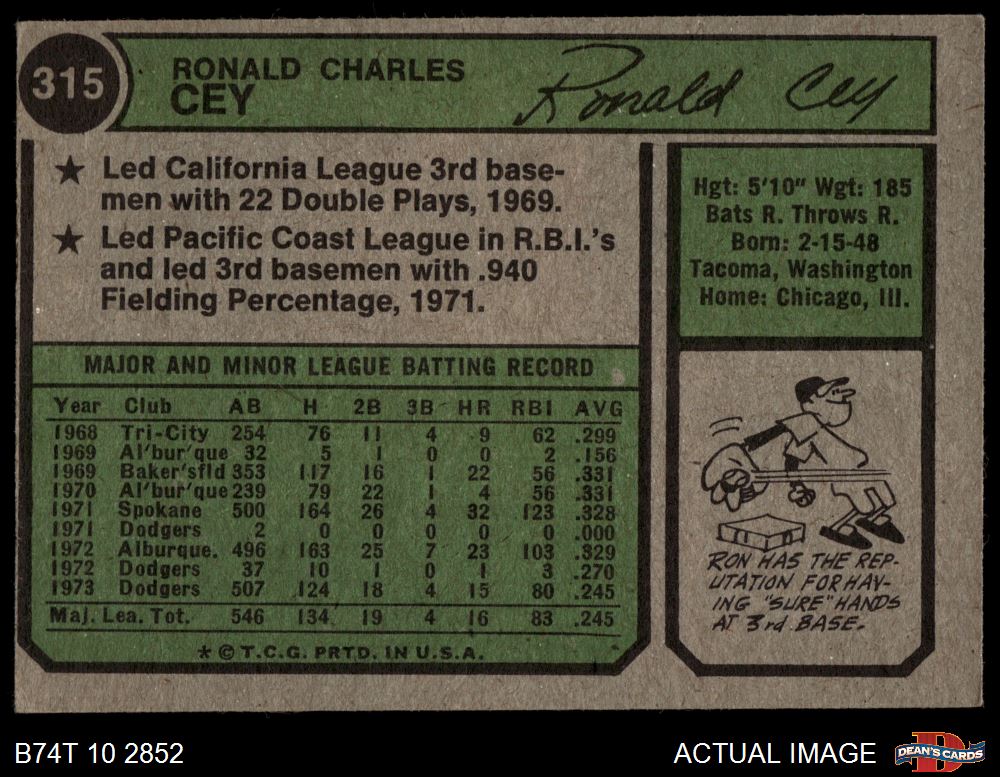 315
RONALD CHARLES
CEY
Ronald Cey
★ Led California League 3rd base-
men with 22 Double Plays, 1969.
★ Led Pacific Coast League in R.B.I.'s
and led 3rd basemen with .940
Fielding Percentage, 1971.
Hgt: 5'10" Wgt: 185
Bats R. Throws R.
Born: 2-15-48
Tacoma, Washington
Home: Chicago, Ill.
MAJOR AND MINOR LEAGUE BATTING RECORD
Year Club AB H 2B 3B HR RBI AVG
1968 Tri-City 254 76 11 4 9 62 .299
1969 Al'bur'que 32 5 1 0 0 2 .156
1969 Baker'sfld 353 117 16 1 22 56 .331
1970 Al'bur'que 239 79 22 1 4 56 .331
1971 Spokane 500 164 26 4 32 123 .328
1971 Dodgers 2 0 0 0 0 0 .000
1972 Alburque. 496 163 25 7 23 103 .329
1972 Dodgers 37 10 1 0 1 3 .270
1973 Dodgers 507 124 18 4 15 80 .245
Maj. Lea. Tot. 546 134 19 4 16 83 .245
* © T.C.G. PRTD. IN U.S.A.
RON HAS THE REP-
UTATION FOR HAV-
ING "SURE" HANDS
AT 3rd BASE.
B74T 10 2852
ACTUAL IMAGE
D
DEAN'S CARDS